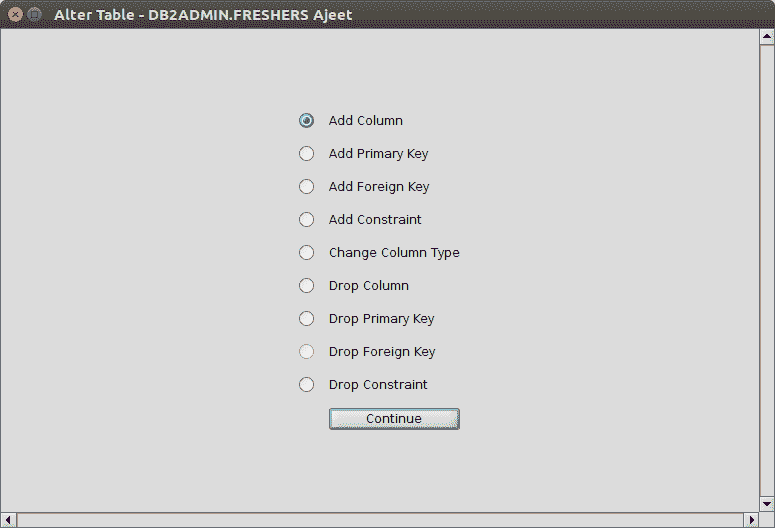 Alter Table - DB2ADMIN.FRESHERS Ajeet
Add Column
Add Primary Key
Add Foreign Key
Add Constraint
Change Column Type
Drop Column
Drop Primary Key
Drop Foreign Key
Drop Constraint
Continue